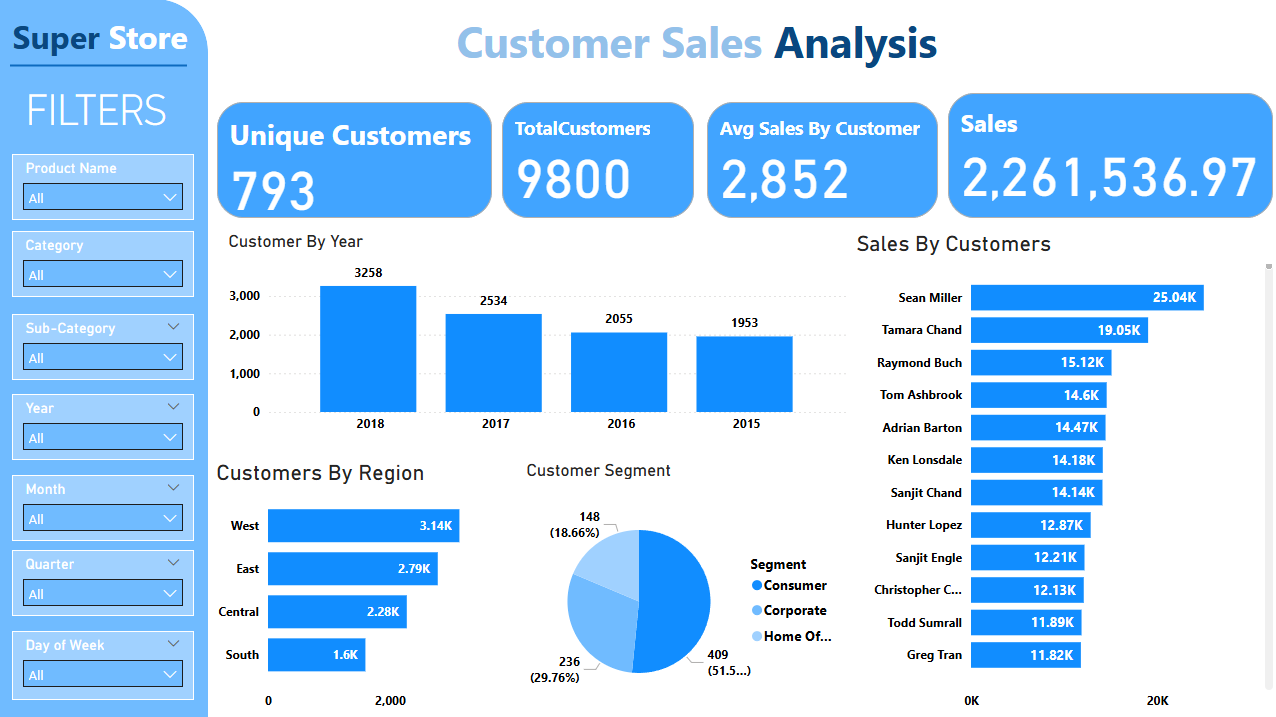 Super Store
FILTERS
Product Name
All
Category
All
Sub-Category
All
Year
All
Month
All
Quarter
All
Day of Week
All
Customer Sales Analysis
Unique Customers
793
TotalCustomers
9800
Avg Sales By Customer
2,852
Sales
2,261,536.97
Customer By Year
3,000
2,000
1,000
0
3258
2534
2055
1953
2018
2017
2016
2015
Customers By Region
West
3.14K
East
2.79K
Central
2.28K
South
1.6K
0
2,000
Customer Segment
148
(18.66%)
236
(29.76%)
409
(51.5...)
Segment
Consumer
Corporate
Home Of...
Sales By Customers
Sean Miller
25.04K
Tamara Chand
19.05K
Raymond Buch
15.12K
Tom Ashbrook
14.6K
Adrian Barton
14.47K
Ken Lonsdale
14.18K
Sanjit Chand
14.14K
Hunter Lopez
12.87K
Sanjit Engle
12.21K
Christopher C...
12.13K
Todd Sumrall
11.89K
Greg Tran
11.82K
0K
20K